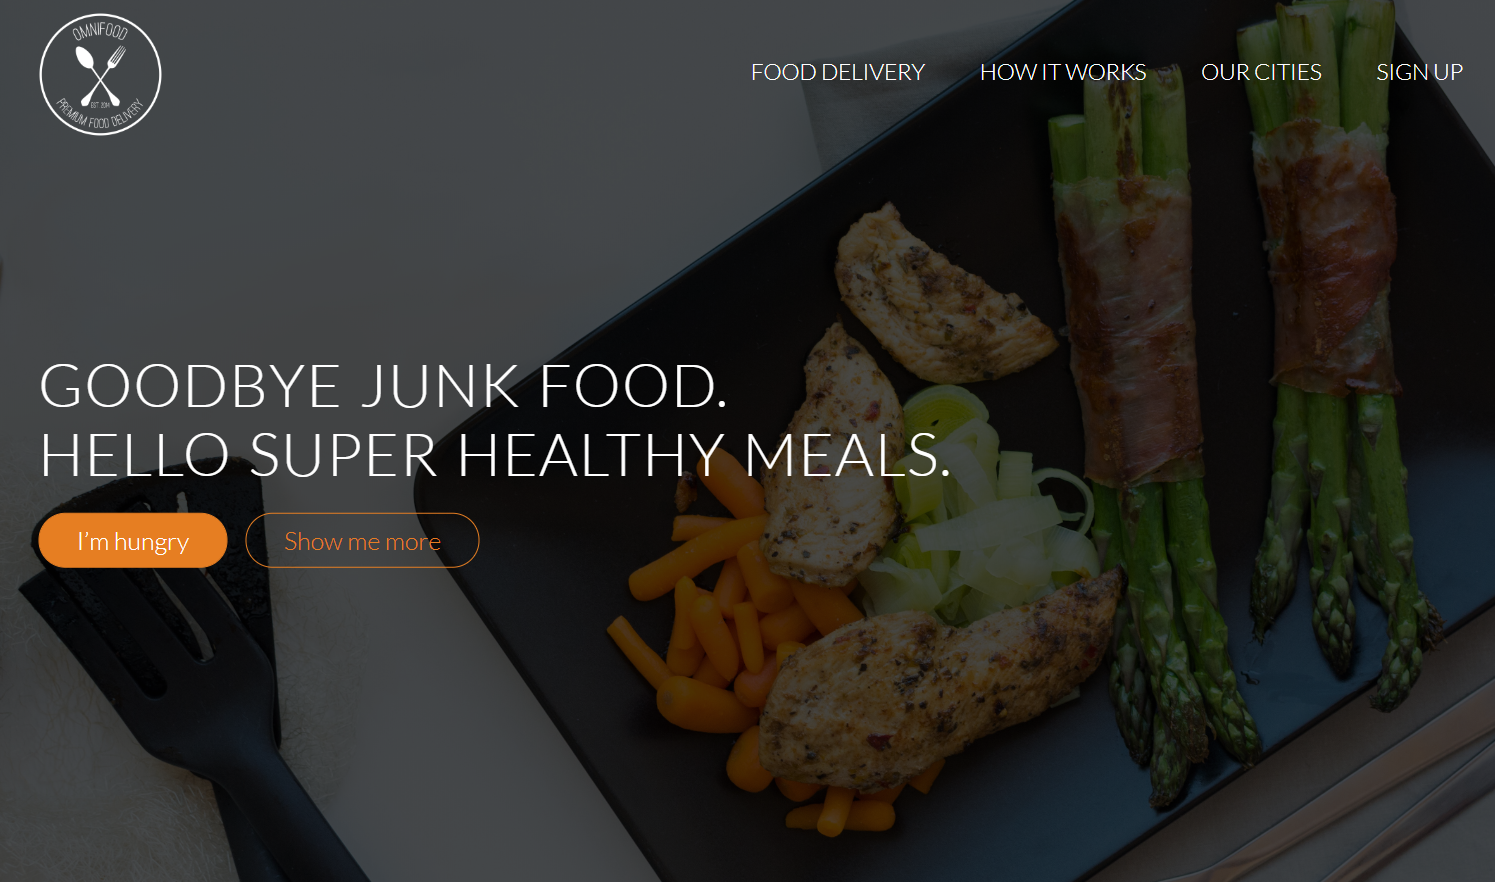 OMNIFOOD
EST. 2014
PREMIUM FOOD DELIVERY
FOOD DELIVERY
HOW IT WORKS
OUR CITIES
SIGN UP
GOODBYE JUNK FOOD.
HELLO SUPER HEALTHY MEALS.
I'm hungry
Show me more